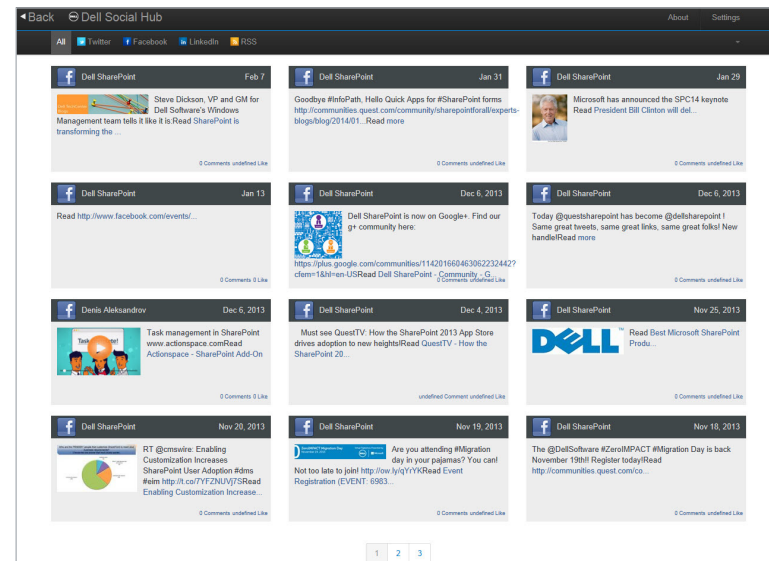 Back Dell Social Hub About Settings
All Twitter Facebook LinkedIn RSS
Dell SharePoint Feb 7
Steve Dickson, VP and GM for
Dell Software's Windows
Management team tells it like it is:Read SharePoint is
transforming the ...
0 Comments undefined Like
Dell SharePoint Jan 31
Goodbye #InfoPath, Hello Quick Apps for #SharePoint forms
http://communities.quest.com/community/sharepointforall/experts-
blogs/blog/2014/01...Read more
0 Comments undefined Like
Dell SharePoint Jan 29
Microsoft has announced the SPC14 keynote
Read President Bill Clinton will del...
0 Comments undefined Like
Dell SharePoint Jan 13
Read http://www.facebook.com/events/...
0 Comments 0 Like
Dell SharePoint Dec 6, 2013
Dell SharePoint is now on Google+. Find our
g+ community here:
https://plus.google.com/communities/114201660463062232442?
cfem=1&hl=en-USRead Dell SharePoint - Community - G...
0 Comments undefined Like
Dell SharePoint Dec 6, 2013
Today @questsharepoint has become @dellsharepoint !
Same great tweets, same great links, same great folks! New
handle!Read more
0 Comments undefined Like
Denis Aleksandrov Dec 6, 2013
Task management in SharePoint
www.actionspace.comRead
Actionspace - SharePoint Add-On
0 Comments 0 Like
Dell SharePoint Dec 4, 2013
Must see QuestTV: How the SharePoint 2013 App Store
drives adoption to new heights!Read QuestTV - How the
SharePoint 20...
undefined Comment undefined Like
Dell SharePoint Nov 25, 2013
DELL
Read Best Microsoft SharePoint
Produ...
0 Comments undefined Like
Dell SharePoint Nov 20, 2013
RT @cmswire: Enabling
Customization Increases
SharePoint User Adoption #dms
#eim http://t.co/7YFZNUVj7SRead
Enabling Customization Increase...
0 Comments undefined Like
Dell SharePoint Nov 19, 2013
Are you attending #Migration
day in your pajamas? You can!
Not too late to join! http://ow.ly/qYrYKRead Event
Registration (EVENT: 6983...
0 Comments undefined Like
Dell SharePoint Nov 18, 2013
The @DellSoftware #ZeroIMPACT #Migration Day is back
November 19th!! Register today!Read
http://communities.quest.com/co...
0 Comments undefined Like
1 2 3